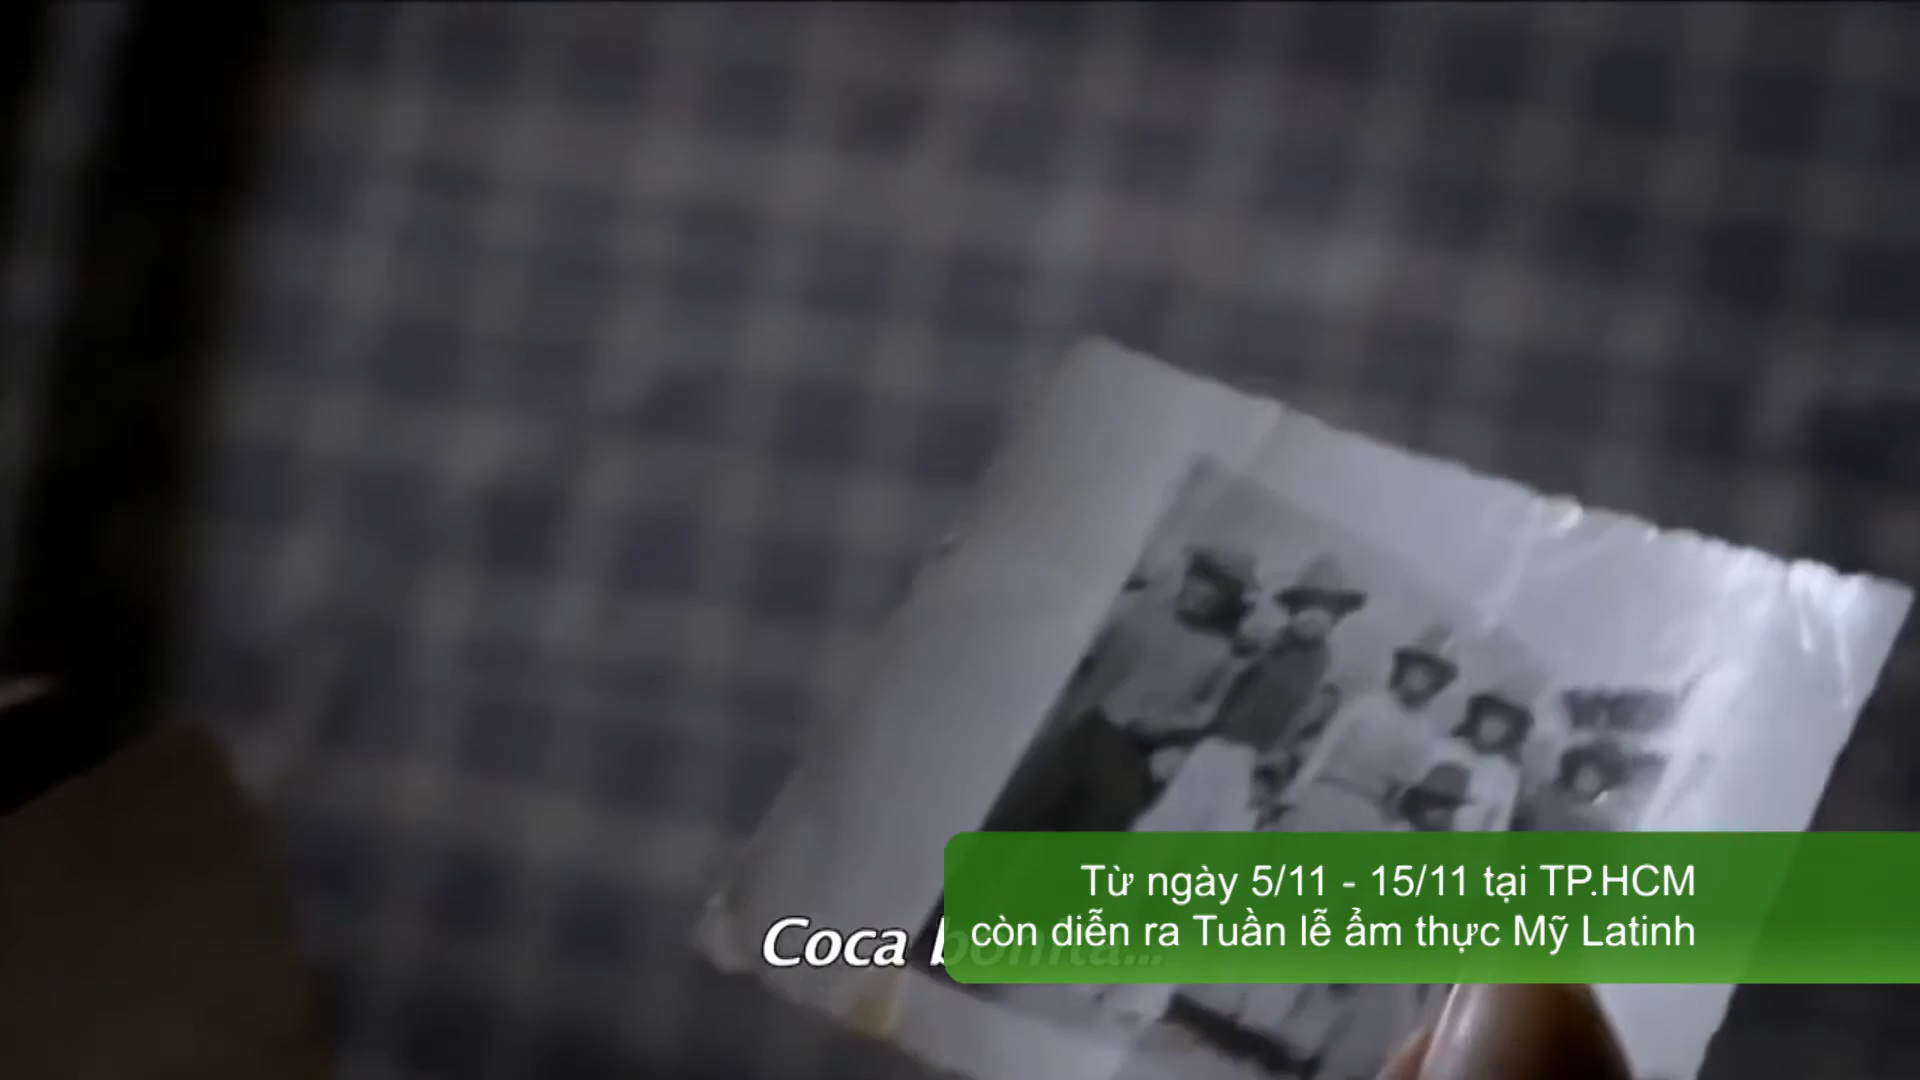 Từ ngày 5/11 - 15/11 tại TP.HCM
còn diễn ra Tuần lễ ẩm thực Mỹ Latinh
Coca bonita...